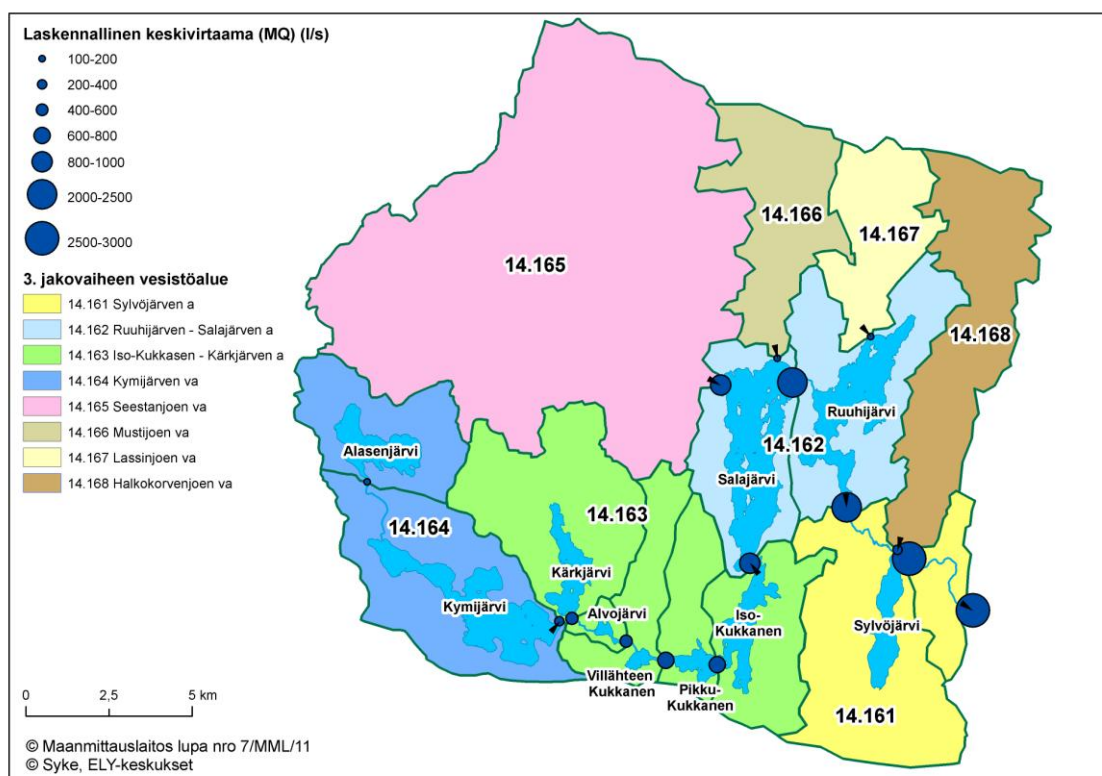 Laskennallinen keskivirtaama (MQ) (l/s)
100-200
200-400
400-600
600-800
800-1000
2000-2500
2500-3000
3. jakovaiheen vesistöalue
14.161 Sylvöjärven a
14.162 Ruuhijärven - Salajärven a
14.163 Iso-Kukkasen - Kärkjärven a
14.164 Kymijärven va
14.165 Seestanjoen va
14.166 Mustijoen va
14.167 Lassinjoen va
14.168 Halkokorvenjoen va
14.165
14.166
14.167
14.168
Ruuhijärvi
14.162
Salajärvi
Alasenjärvi
14.164
14.163
Kärkjärvi
Kymijärvi
Alvojärvi
Villähteen
Kukkanen
Pikku-
Kukkanen
Iso-
Kukkanen
Sylvöjärvi
14.161
0 2,5 5 km
© Maanmittauslaitos lupa nro 7/MML/11
© Syke, ELY-keskukset